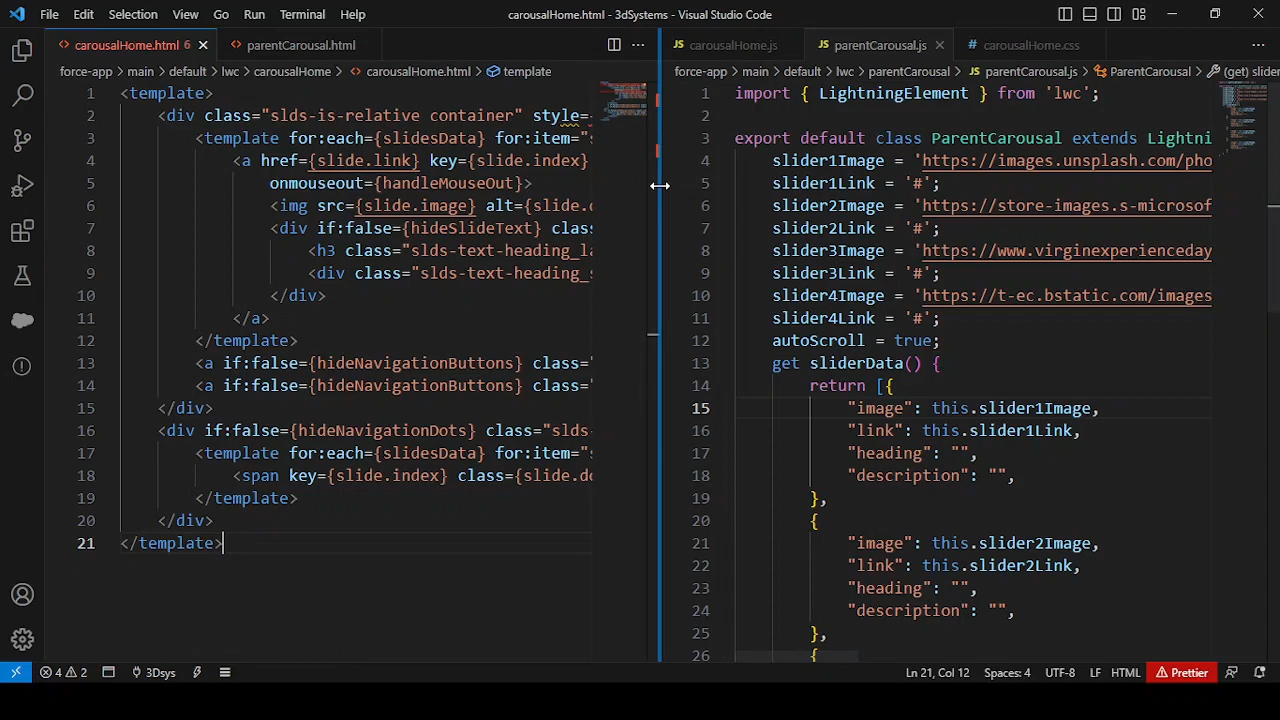 File Edit Selection View Go Run Terminal Help carousalHome.html - 3dSystems - Visual Studio Code
carousalHome.html 6 parentCarousal.html
force-app > main > default > lwc > carousalHome > carousalHome.html > template
1 <template>
2 <div class="slds-is-relative container" style=
3 <template for:each={slidesData} for:item="s
4 <a href={slide.link} key={slide.index}
5 onmouseout={handleMouseOut}>
6 <img src={slide.image} alt={slide.
7 <div if:false={hideSlideText} clas
8 <h3 class="slds-text-heading_la
9 <div class="slds-text-heading_s
10 </div>
11 </a>
12 </template>
13 <a if:false={hideNavigationButtons} class="
14 <a if:false={hideNavigationButtons} class="
15 </div>
16 <div if:false={hideNavigationDots} class="slds-
17 <template for:each={slidesData} for:item="s
18 <span key={slide.index} class={slide.do
19 </template>
20 </div>
21 </template>
carousalHome.js parentCarousal.js carousalHome.css
force-app > main > default > lwc > parentCarousal > parentCarousal.js > ParentCarousal > (get) slider
1 import { LightningElement } from 'lwc';
2
3 export default class ParentCarousal extends Lightni
4 slider1Image = 'https://images.unsplash.com/pho
5 slider1Link = '#';
6 slider2Image = 'https://store-images.s-microsof
7 slider2Link = '#';
8 slider3Image = 'https://www.virginexperienceday
9 slider3Link = '#';
10 slider4Image = 'https://t-ec.bstatic.com/images
11 slider4Link = '#';
12 autoScroll = true;
13 get sliderData() {
14 return [{
15 "image": this.slider1Image,
16 "link": this.slider1Link,
17 "heading": "",
18 "description": "",
19 },
20 {
21 "image": this.slider2Image,
22 "link": this.slider2Link,
23 "heading": "",
24 "description": "",
25 },
26 {
4 2 3Dsys Ln 21, Col 12 Spaces: 4 UTF-8 LF HTML Prettier